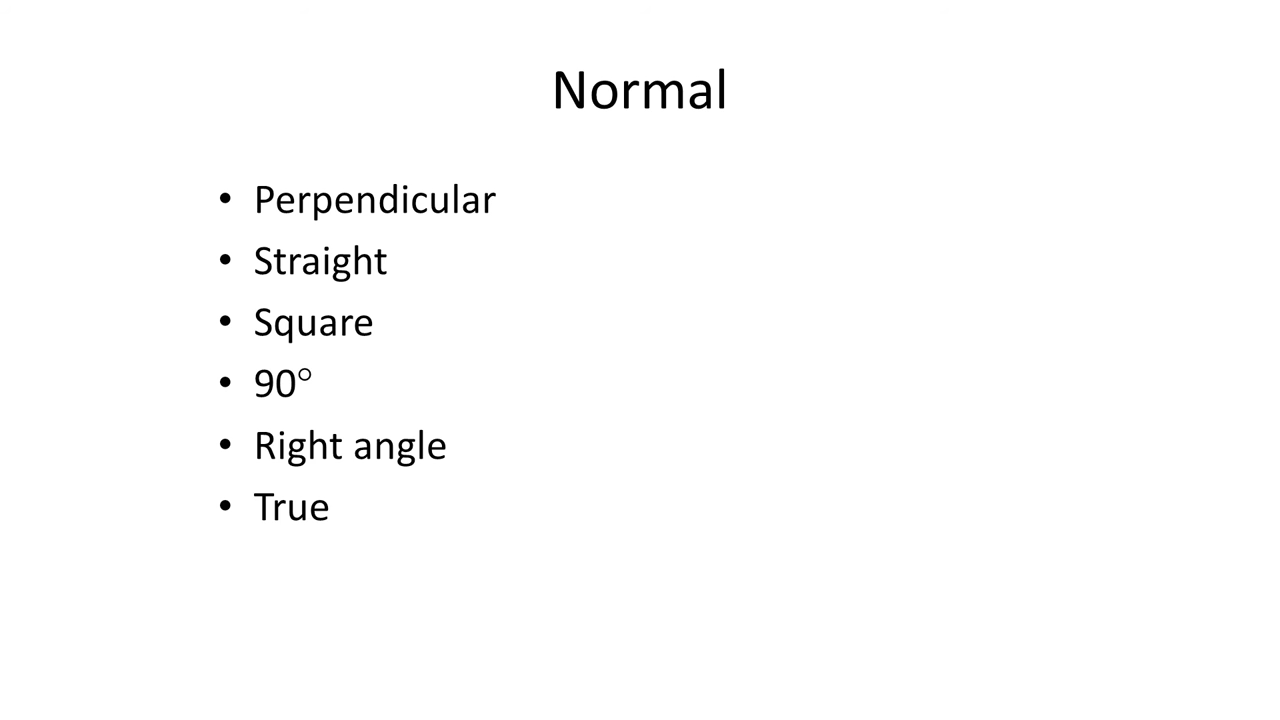 Normal
• Perpendicular
• Straight
• Square
• 90°
• Right angle
• True